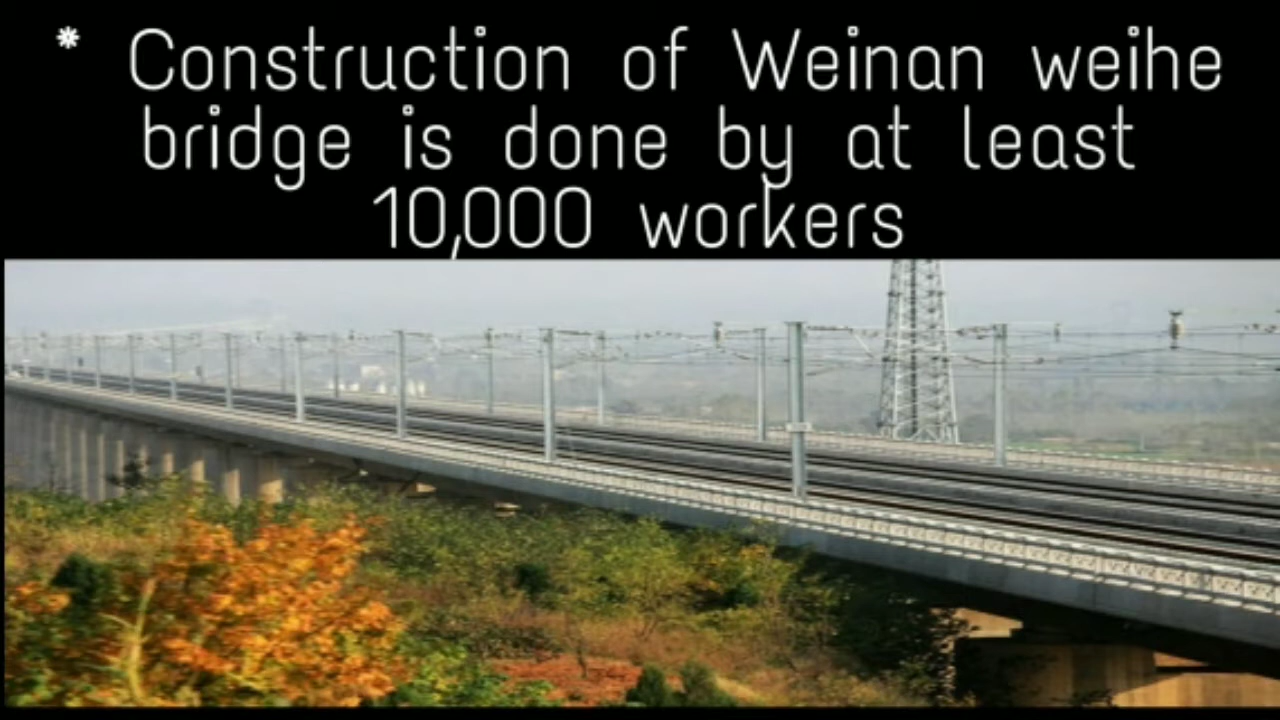 * Construction of Weinan weihe
bridge is done by at least
10,000 workers